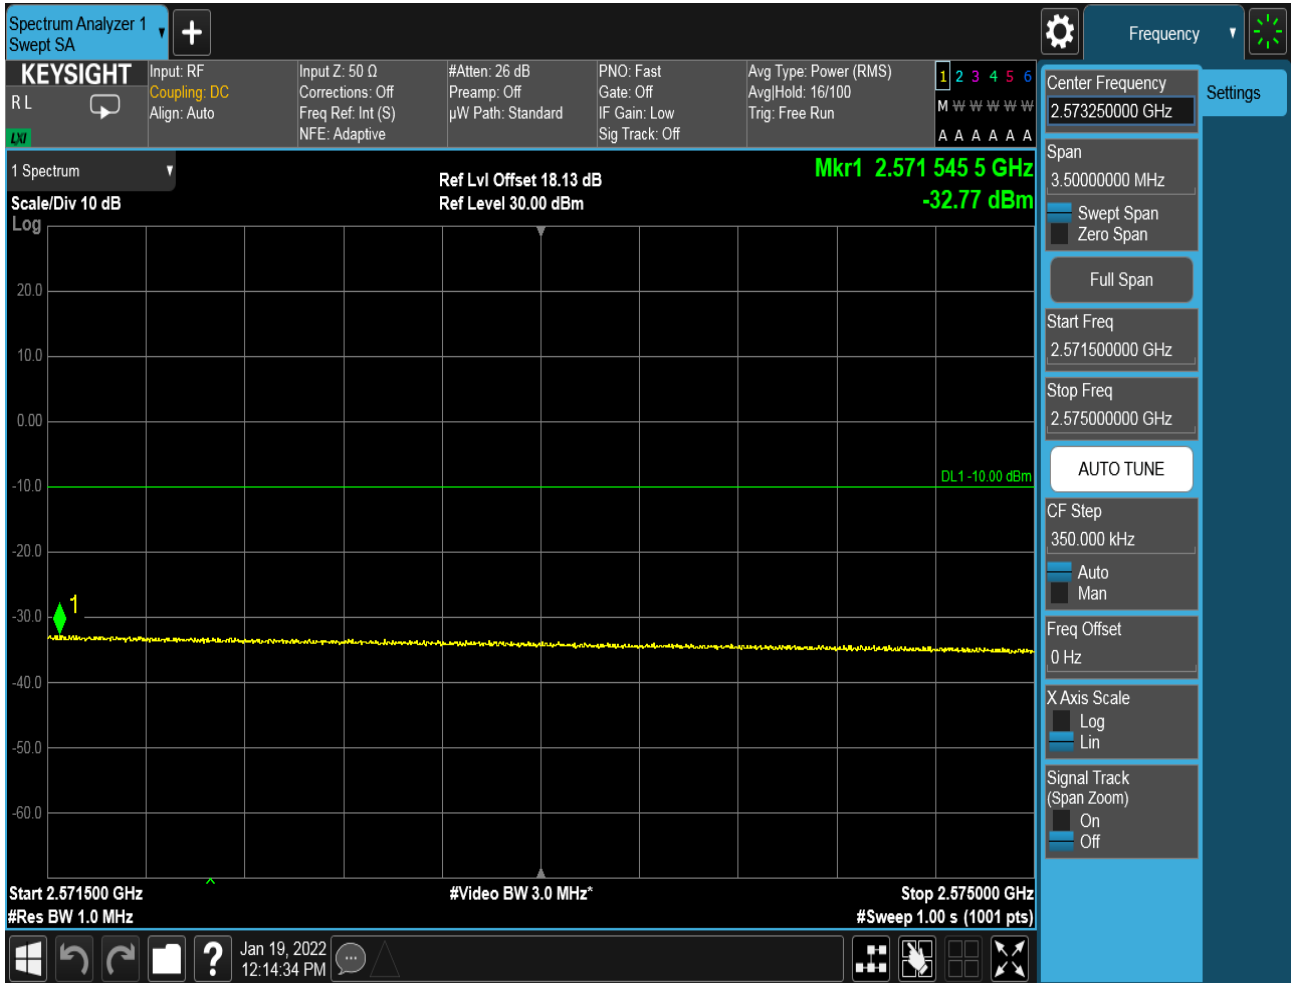 Spectrum Analyzer 1
Swept SA
Frequency
KEYSIGHT
R L
LXI
Input: RF
Coupling: DC
Align: Auto
Input Z: 50 Ω
Corrections: Off
Freq Ref: Int (S)
NFE: Adaptive
#Atten: 26 dB
Preamp: Off
µW Path: Standard
PNO: Fast
Gate: Off
IF Gain: Low
Sig Track: Off
Avg Type: Power (RMS)
Avg|Hold: 16/100
Trig: Free Run
1 2 3 4 5 6
M W W W W W
A A A A A A
1 Spectrum
Scale/Div 10 dB
Log
Ref Lvl Offset 18.13 dB
Ref Level 30.00 dBm
Mkr1 2.571 545 5 GHz
-32.77 dBm
20.0
10.0
0.00
-10.0
DL1 -10.00 dBm
-20.0
-30.0
1
-40.0
-50.0
-60.0
Start 2.571500 GHz
#Res BW 1.0 MHz
#Video BW 3.0 MHz*
Stop 2.575000 GHz
#Sweep 1.00 s (1001 pts)
Jan 19, 2022
12:14:34 PM
Center Frequency
2.573250000 GHz
Settings
Span
3.50000000 MHz
Swept Span
Zero Span
Full Span
Start Freq
2.571500000 GHz
Stop Freq
2.575000000 GHz
AUTO TUNE
CF Step
350.000 kHz
Auto
Man
Freq Offset
0 Hz
X Axis Scale
Log
Lin
Signal Track
(Span Zoom)
On
Off